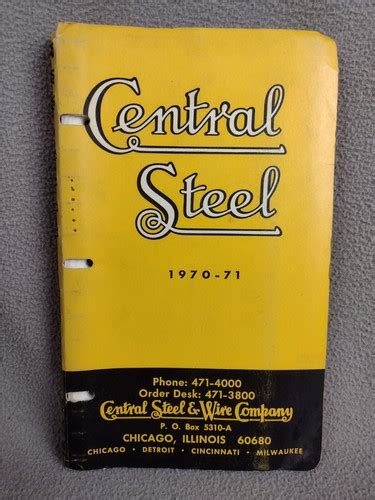 Central
Steel
1970-71
Phone: 471-4000
Order Desk: 471-3800
Central Steel & Wire Company
P. O. Box 5310-A
CHICAGO, ILLINOIS 60680
CHICAGO • DETROIT • CINCINNATI • MILWAUKEE